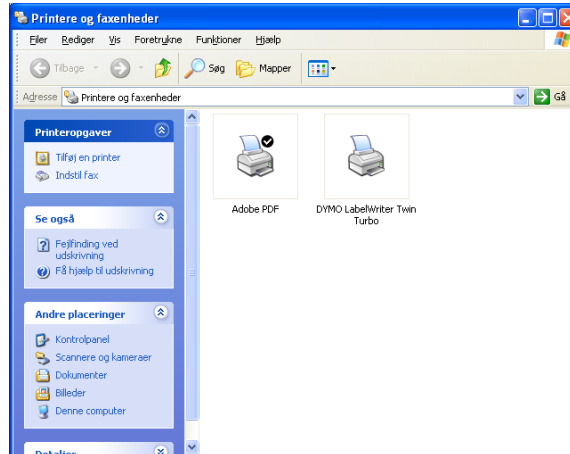 Printere og faxenheder
Filer Rediger Vis Foretrukne Funktioner Hjælp
Tilbage Søg Mapper
Adresse Printere og faxenheder Gå
Printeropgaver
Tilføj en printer
Indstil fax
Se også
Fejlfinding ved
udskrivning
Få hjælp til udskrivning
Andre placeringer
Kontrolpanel
Scannere og kameraer
Dokumenter
Billeder
Denne computer
Detaljer
Adobe PDF
DYMO LabelWriter Twin
Turbo